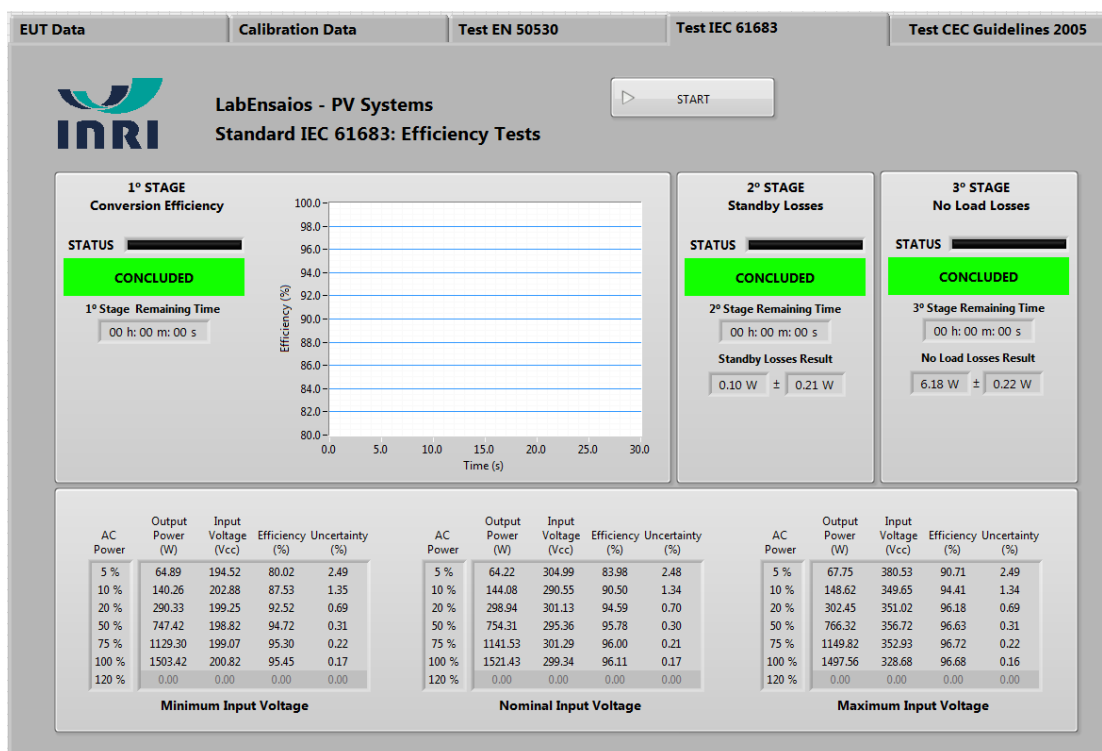 EUT Data
Calibration Data
Test EN 50530
Test IEC 61683
Test CEC Guidelines 2005
INRI
LabEnsaios - PV Systems
Standard IEC 61683: Efficiency Tests
START
1º STAGE
Conversion Efficiency
STATUS
CONCLUDED
1º Stage Remaining Time
00 h: 00 m: 00 s
Efficiency (%)
100.0
98.0
96.0
94.0
92.0
90.0
88.0
86.0
84.0
82.0
80.0
0.0 5.0 10.0 15.0 20.0 25.0 30.0
Time (s)
2º STAGE
Standby Losses
STATUS
CONCLUDED
2º Stage Remaining Time
00 h: 00 m: 00 s
Standby Losses Result
0.10 W ± 0.21 W
3º STAGE
No Load Losses
STATUS
CONCLUDED
3º Stage Remaining Time
00 h: 00 m: 00 s
No Load Losses Result
6.18 W ± 0.22 W
Output Input
AC Power Voltage Efficiency Uncertainty
Power (W) (Vcc) (%) (%)
5 % 64.89 194.52 80.02 2.49
10 % 140.26 202.88 87.53 1.35
20 % 290.33 199.25 92.52 0.69
50 % 747.42 198.82 94.72 0.31
75 % 1129.30 199.07 95.30 0.22
100 % 1503.42 200.82 95.45 0.17
120 % 0.00 0.00 0.00 0.00
Minimum Input Voltage
Output Input
AC Power Voltage Efficiency Uncertainty
Power (W) (Vcc) (%) (%)
5 % 64.22 304.99 83.98 2.48
10 % 144.08 290.55 90.50 1.34
20 % 298.94 301.13 94.59 0.70
50 % 754.31 295.36 95.78 0.30
75 % 1141.53 301.29 96.00 0.21
100 % 1521.43 299.34 96.11 0.17
120 % 0.00 0.00 0.00 0.00
Nominal Input Voltage
Output Input
AC Power Voltage Efficiency Uncertainty
Power (W) (Vcc) (%) (%)
5 % 67.75 380.53 90.71 2.49
10 % 148.62 349.65 94.41 1.34
20 % 302.45 351.02 96.18 0.69
50 % 766.32 356.72 96.63 0.31
75 % 1149.82 352.93 96.72 0.22
100 % 1497.56 328.68 96.68 0.16
120 % 0.00 0.00 0.00 0.00
Maximum Input Voltage